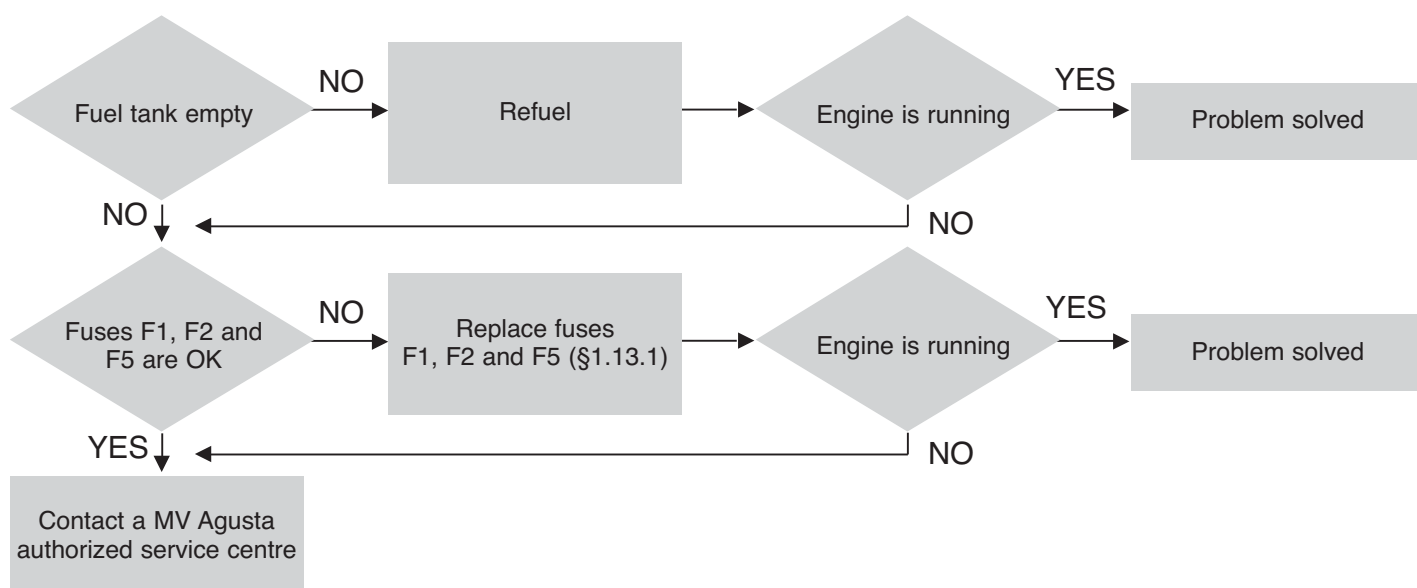 Fuel tank empty
NO
Refuel
Engine is running
YES
Problem solved
NO
NO
Fuses F1, F2 and
F5 are OK
NO
Replace fuses
F1, F2 and F5 (§1.13.1)
Engine is running
YES
Problem solved
YES
NO
Contact a MV Agusta
authorized service centre